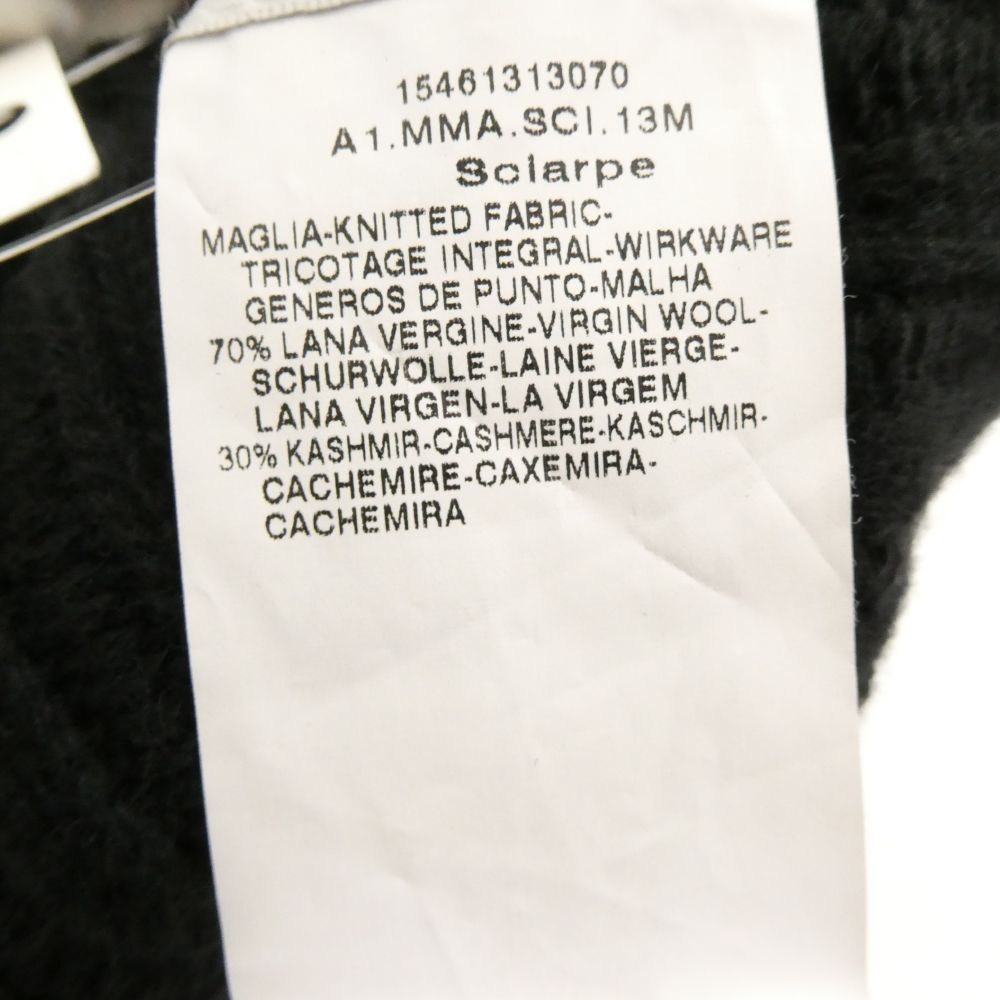 15461313070
A1.MMA.SCI.13M
Sciarpe
MAGLIA-KNITTED FABRIC-
TRICOTAGE INTEGRAL-WIRKWARE
GENEROS DE PUNTO-MALHA
70% LANA VERGINE-VIRGIN WOOL-
SCHURWOLLE-LAINE VIERGE-
LANA VIRGEN-LA VIRGEM
30% KASHMIR-CASHMERE-KASCHMIR-
CACHEMIRE-CAXEMIRA-
CACHEMIRA